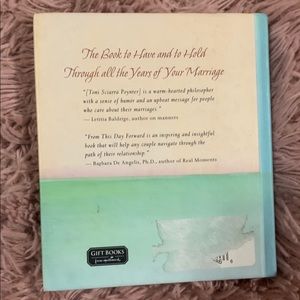 The Book to Have and to Hold
Through all the Years of Your Marriage
"[Toni Sciarra Poynter] is a warm-hearted philosopher
with a sense of humor and an upbeat message for people
who care about their marriages."
— Letitia Baldrige, author on manners
"From This Day Forward is an inspiring and insightful
book that will help any couple navigate through the
path of their relationship."
— Barbara De Angelis, Ph.D., author of Real Moments
GIFT BOOKS
from Hallmark